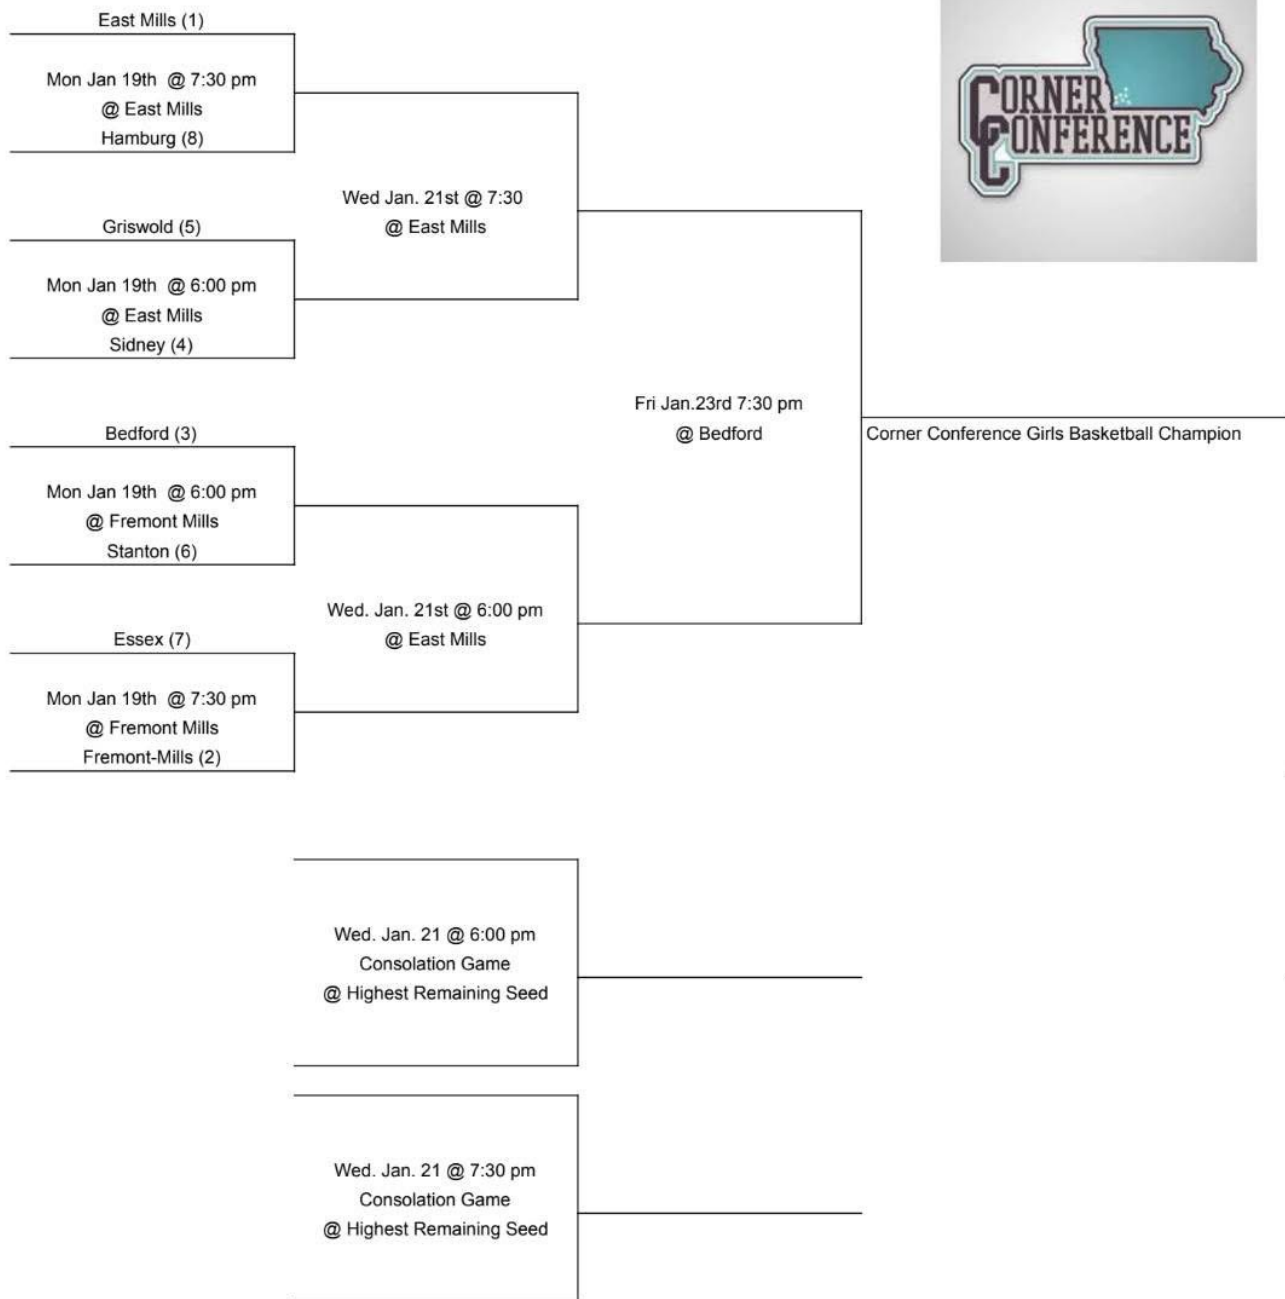 East Mills (1)
Mon Jan 19th @ 7:30 pm
@ East Mills
Hamburg (8)
Wed Jan. 21st @ 7:30
@ East Mills
Griswold (5)
Mon Jan 19th @ 6:00 pm
@ East Mills
Sidney (4)
Fri Jan.23rd 7:30 pm
@ Bedford
Corner Conference Girls Basketball Champion
Bedford (3)
Mon Jan 19th @ 6:00 pm
@ Fremont Mills
Stanton (6)
Wed. Jan. 21st @ 6:00 pm
@ East Mills
Essex (7)
Mon Jan 19th @ 7:30 pm
@ Fremont Mills
Fremont-Mills (2)
Wed. Jan. 21 @ 6:00 pm
Consolation Game
@ Highest Remaining Seed
Wed. Jan. 21 @ 7:30 pm
Consolation Game
@ Highest Remaining Seed
CORNER
CONFERENCE